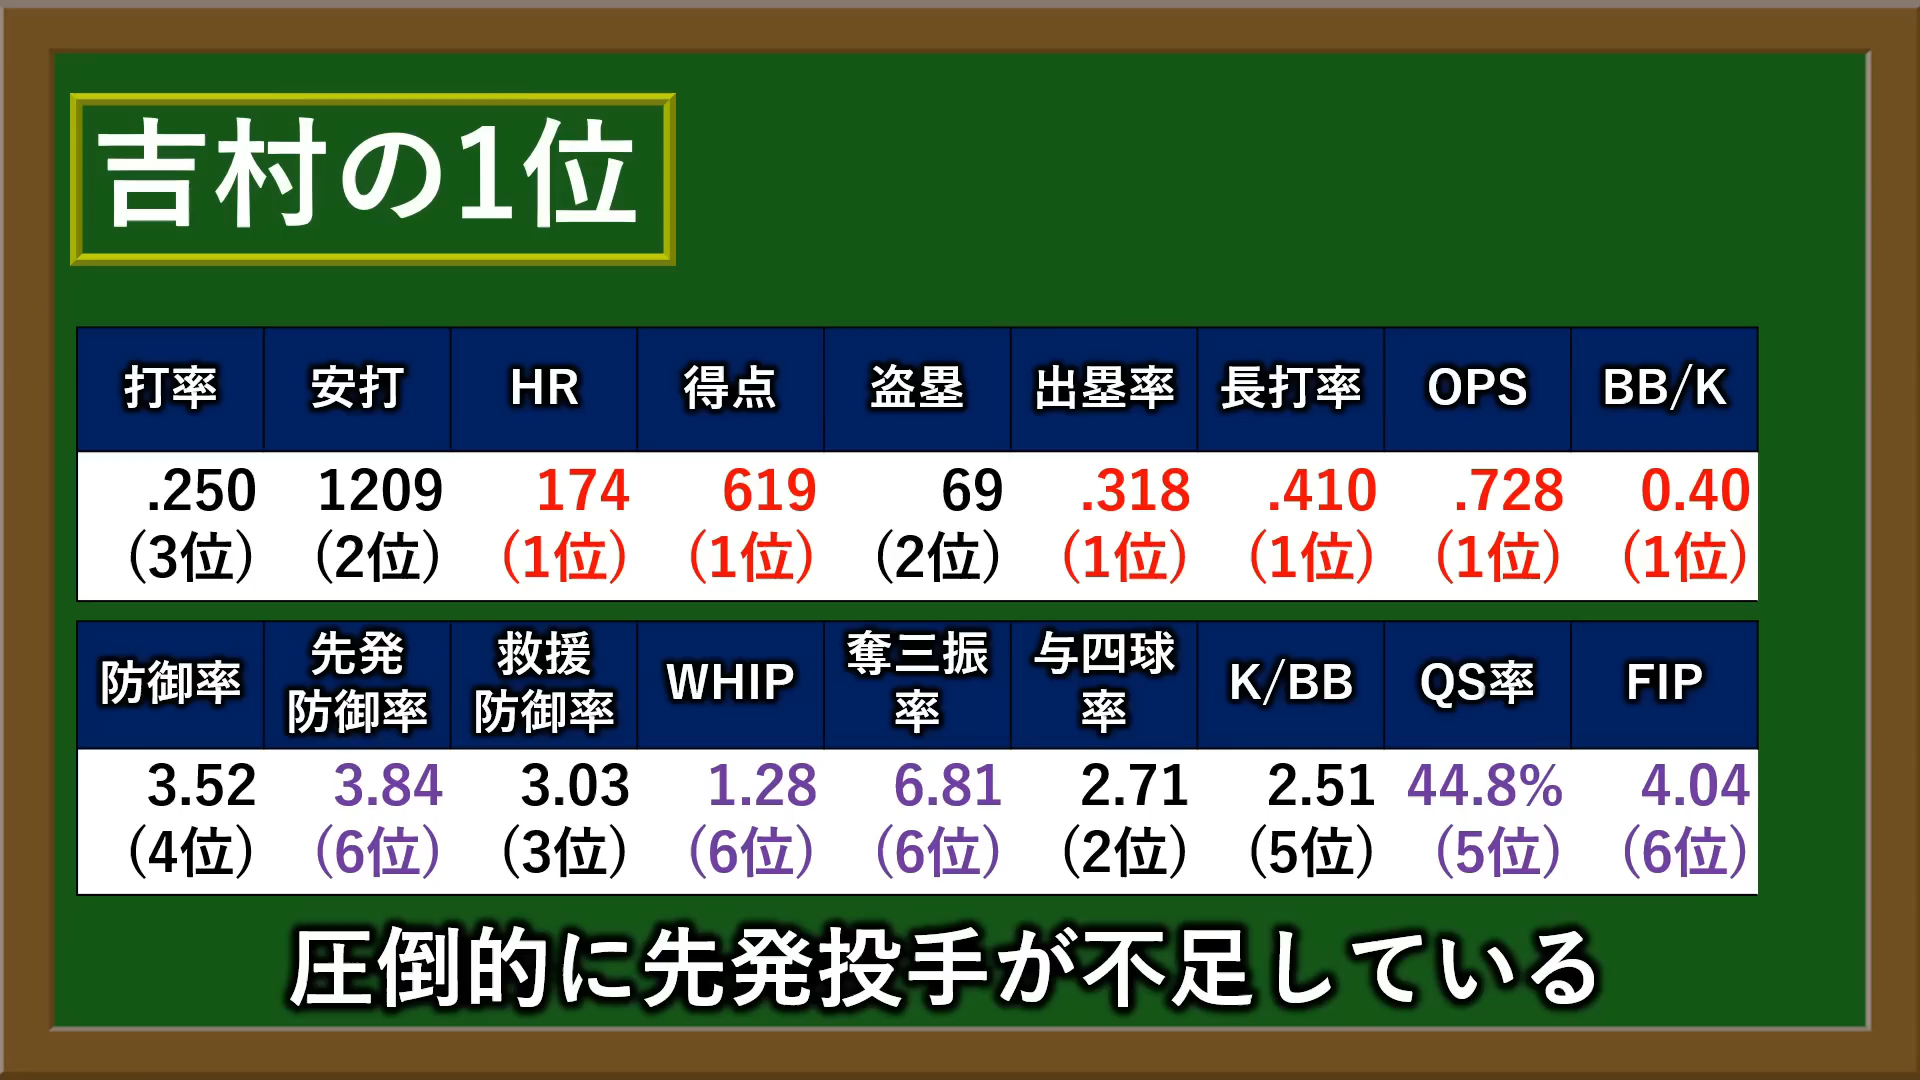 吉村の1位
打率 安打 HR 得点 盗塁 出塁率 長打率 OPS BB/K
.250 1209 174 619 69 .318 .410 .728 0.40
(3位) (2位) (1位) (1位) (2位) (1位) (1位) (1位) (1位)
防御率 先発防御率 救援防御率 WHIP 奪三振率 与四球率 K/BB QS率 FIP
3.52 3.84 3.03 1.28 6.81 2.71 2.51 44.8% 4.04
(4位) (6位) (3位) (6位) (6位) (2位) (5位) (5位) (6位)
圧倒的に先発投手が不足している